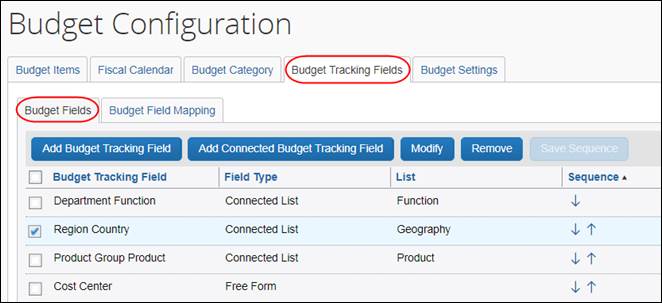 Budget Configuration
Budget Items Fiscal Calendar Budget Category Budget Tracking Fields Budget Settings
Budget Fields Budget Field Mapping
Add Budget Tracking Field Add Connected Budget Tracking Field Modify Remove Save Sequence
Budget Tracking Field Field Type List Sequence
Department Function Connected List Function
Region Country Connected List Geography
Product Group Product Connected List Product
Cost Center Free Form